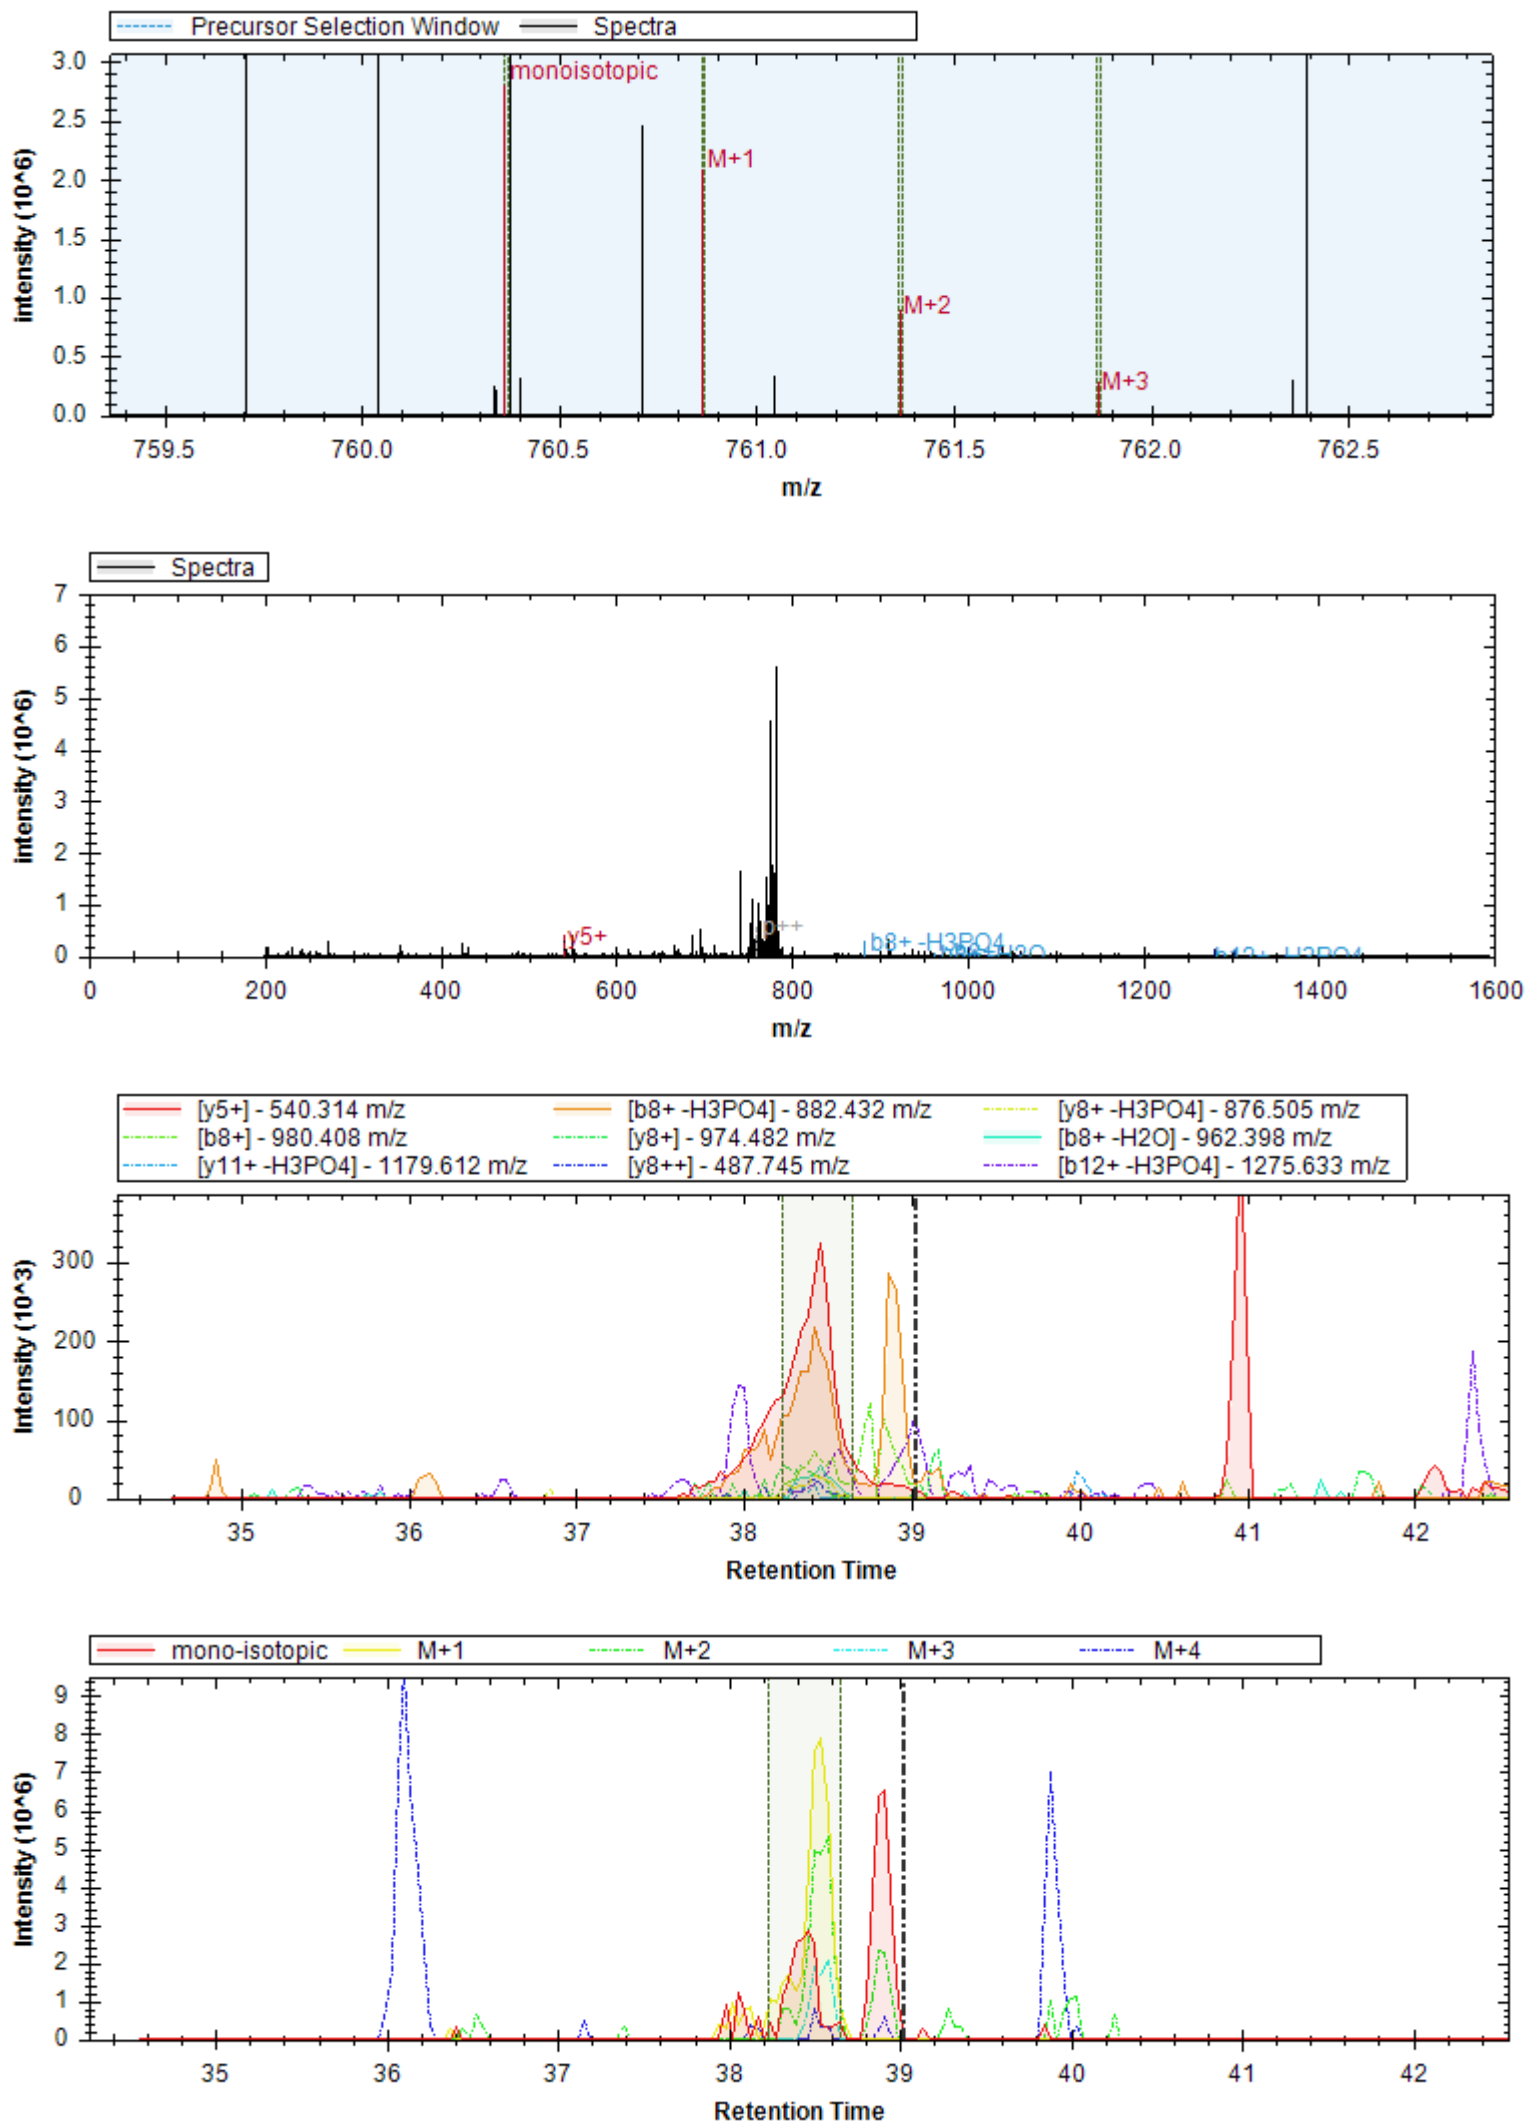 Precursor Selection Window Spectra
3.0
monoisotopic
2.5
M+1
2.0
1.5
M+2
1.0
0.5
M+3
0.0
intensity (10^6)
759.5 760.0 760.5 761.0 761.5 762.0 762.5
m/z
Spectra
7
6
5
4
3
2
1
p++
y5+
b8+ -H3PO4
b12+ -H3PO4
0
intensity (10^6)
0 200 400 600 800 1000 1200 1400 1600
m/z
[y5+] - 540.314 m/z [b8+ -H3PO4] - 882.432 m/z [y8+ -H3PO4] - 876.505 m/z
[b8+] - 980.408 m/z [y8+] - 974.482 m/z [b8+ -H2O] - 962.398 m/z
[y11+ -H3PO4] - 1179.612 m/z [y8++] - 487.745 m/z [b12+ -H3PO4] - 1275.633 m/z
300
200
100
0
Intensity (10^3)
35 36 37 38 39 40 41 42
Retention Time
mono-isotopic M+1 M+2 M+3 M+4
9
8
7
6
5
4
3
2
1
0
Intensity (10^6)
35 36 37 38 39 40 41 42
Retention Time